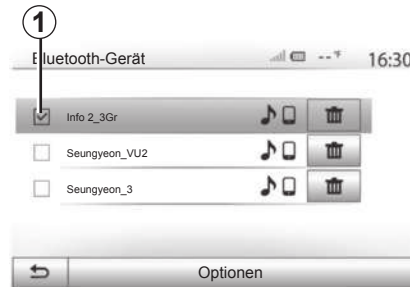 1
Bluetooth-Gerät --°F 16:30
Info 2_3Gr
Seungyeon_VU2
Seungyeon_3
Optionen